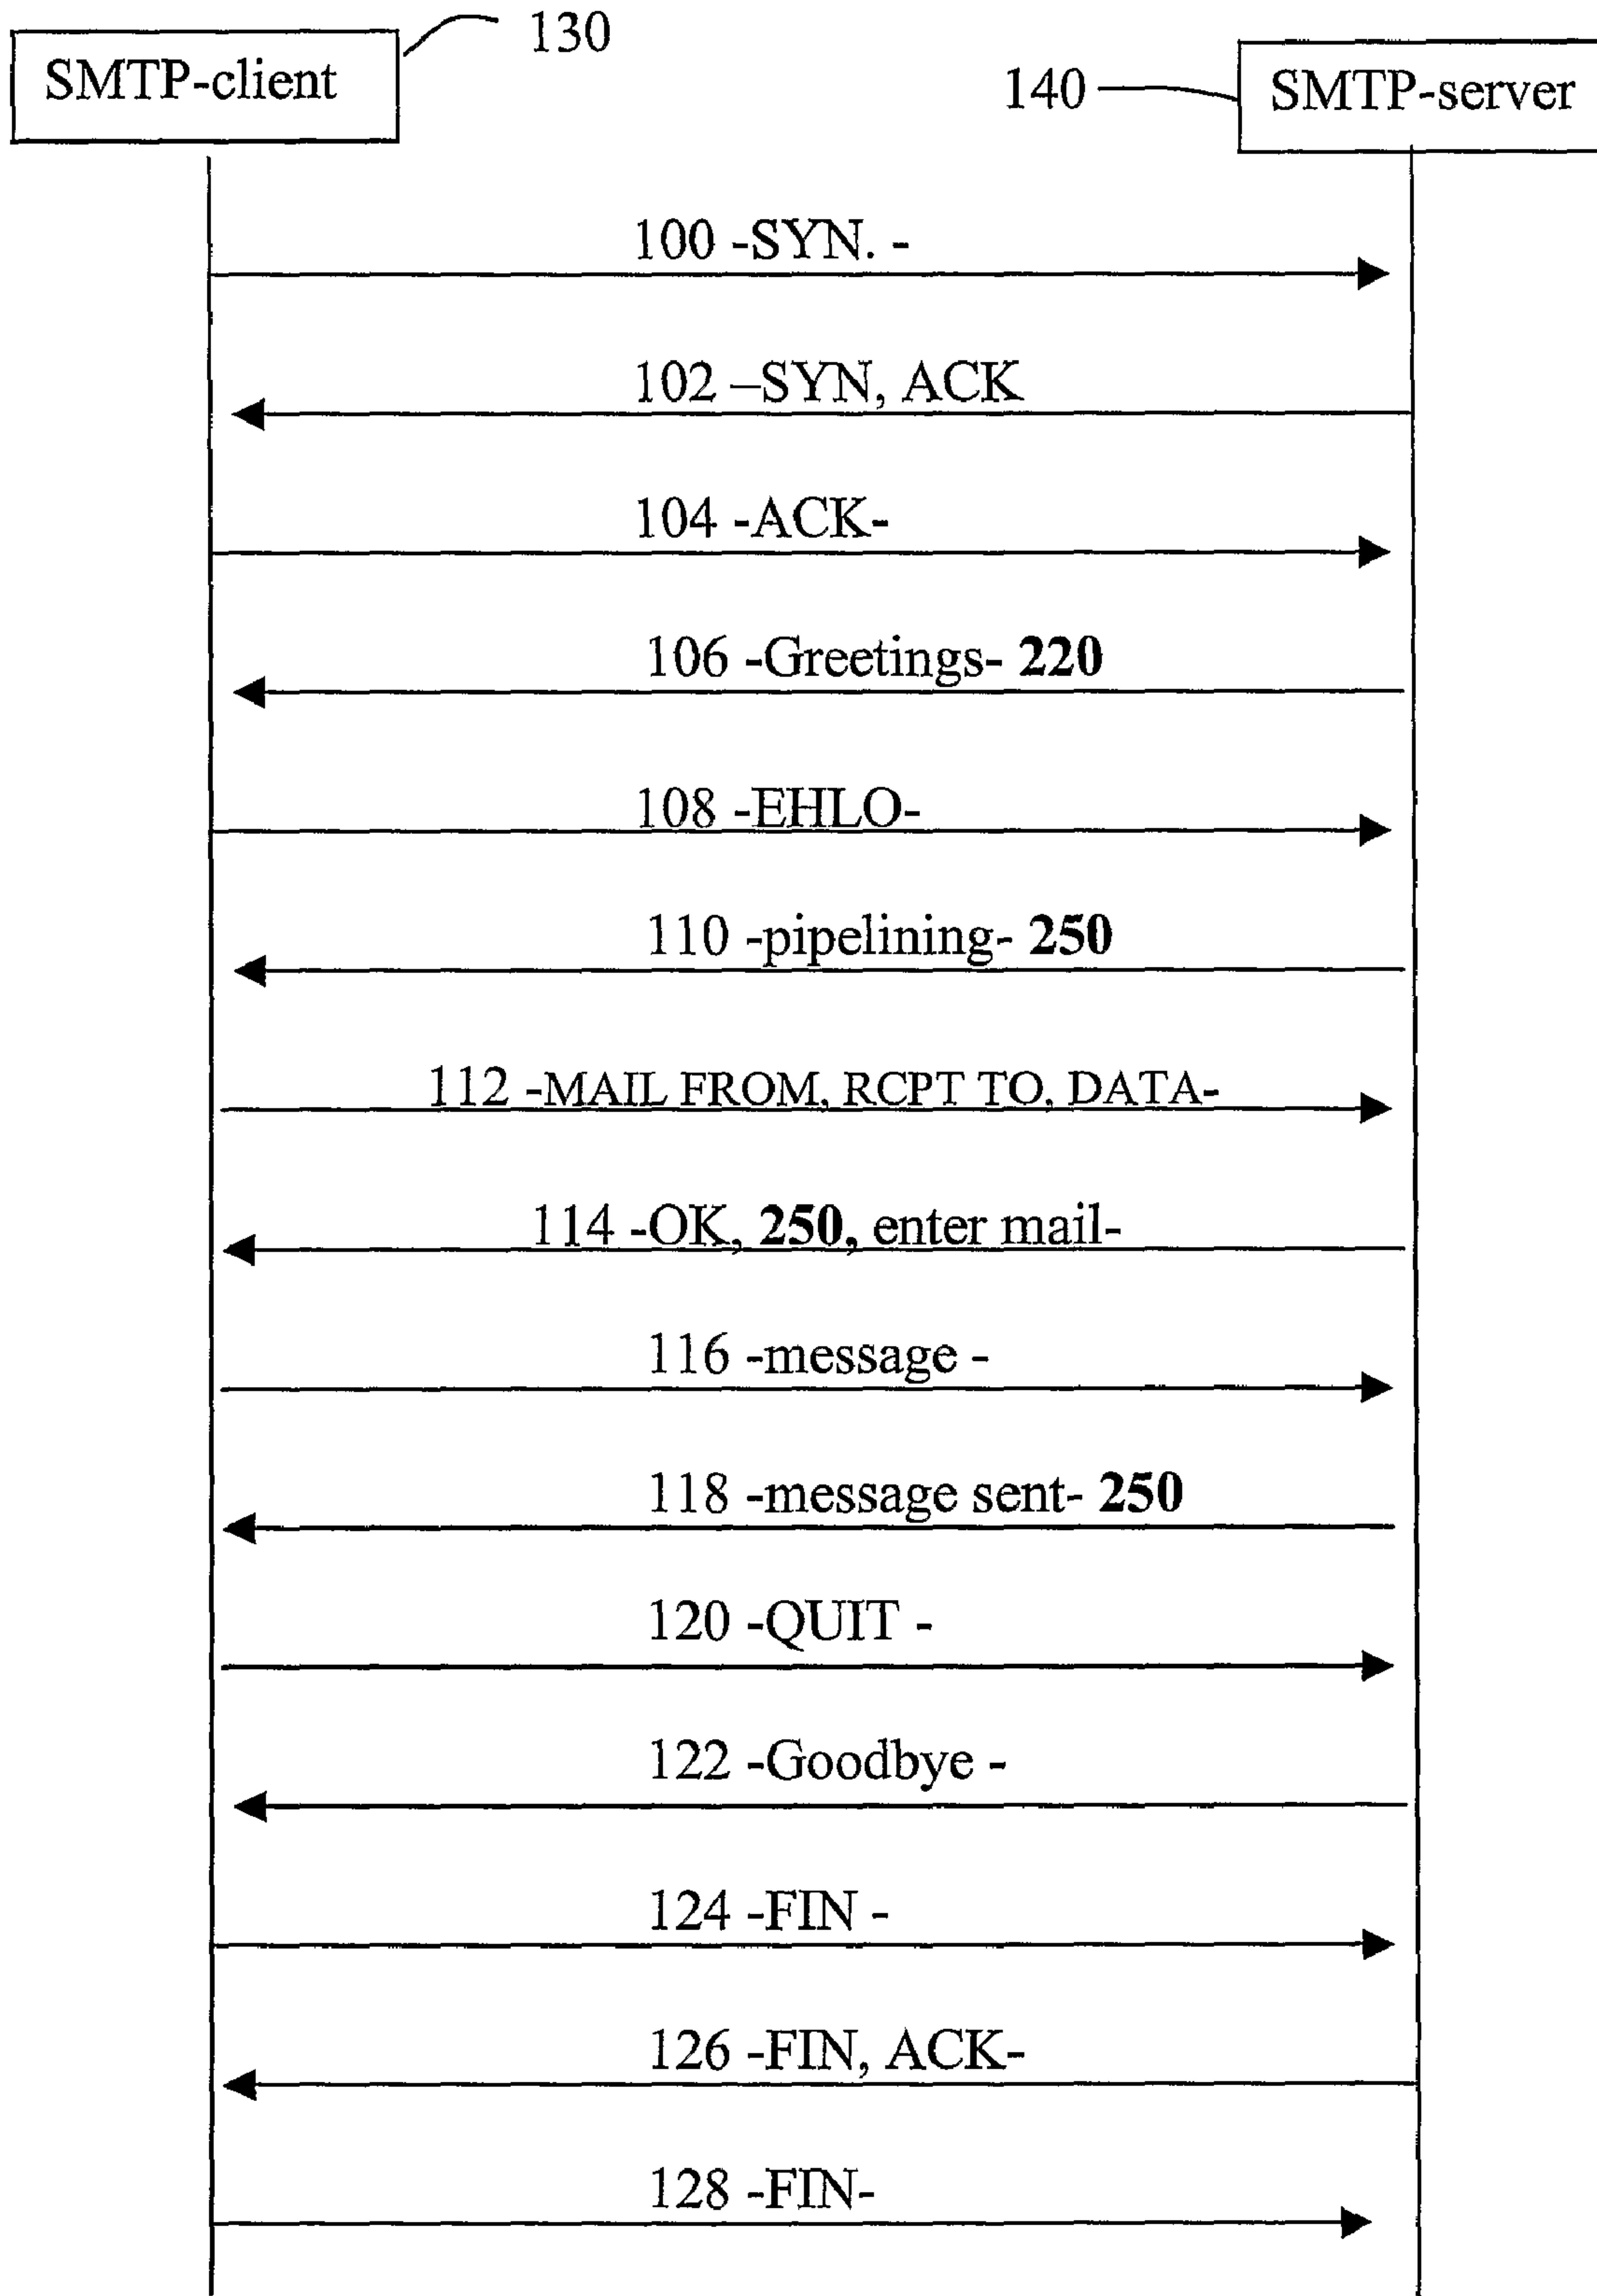 130
SMTP-client
140
SMTP-server
100 -SYN. -
102 –SYN, ACK
104 -ACK-
106 -Greetings- 220
108 -EHLO-
110 -pipelining- 250
112 -MAIL FROM, RCPT TO, DATA-
114 -OK, 250, enter mail-
116 -message -
118 -message sent- 250
120 -QUIT -
122 -Goodbye -
124 -FIN -
126 -FIN, ACK-
128 -FIN-